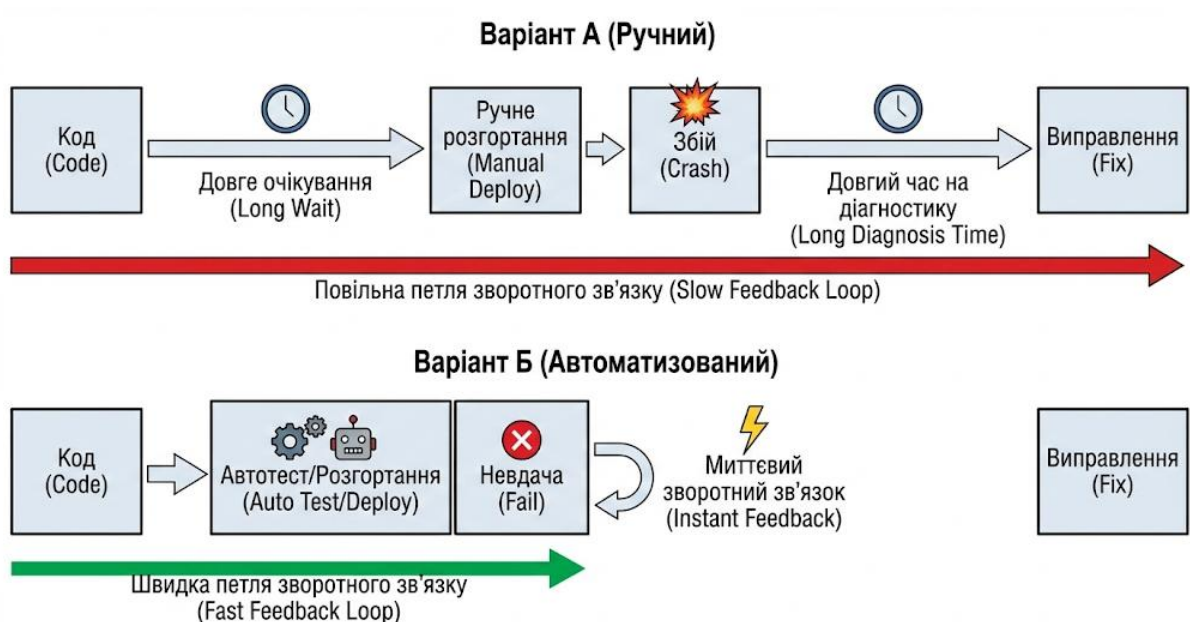 Варіант А (Ручний)
Код
(Code)
Довге очікування
(Long Wait)
Ручне
розгортання
(Manual
Deploy)
Збій
(Crash)
Довгий час на
діагностику
(Long Diagnosis Time)
Виправлення
(Fix)
Повільна петля зворотного зв'язку (Slow Feedback Loop)
Варіант Б (Автоматизований)
Код
(Code)
Автотест/Розгортання
(Auto Test/Deploy)
Невдача
(Fail)
Миттєвий
зворотний зв'язок
(Instant Feedback)
Виправлення
(Fix)
Швидка петля зворотного зв'язку
(Fast Feedback Loop)